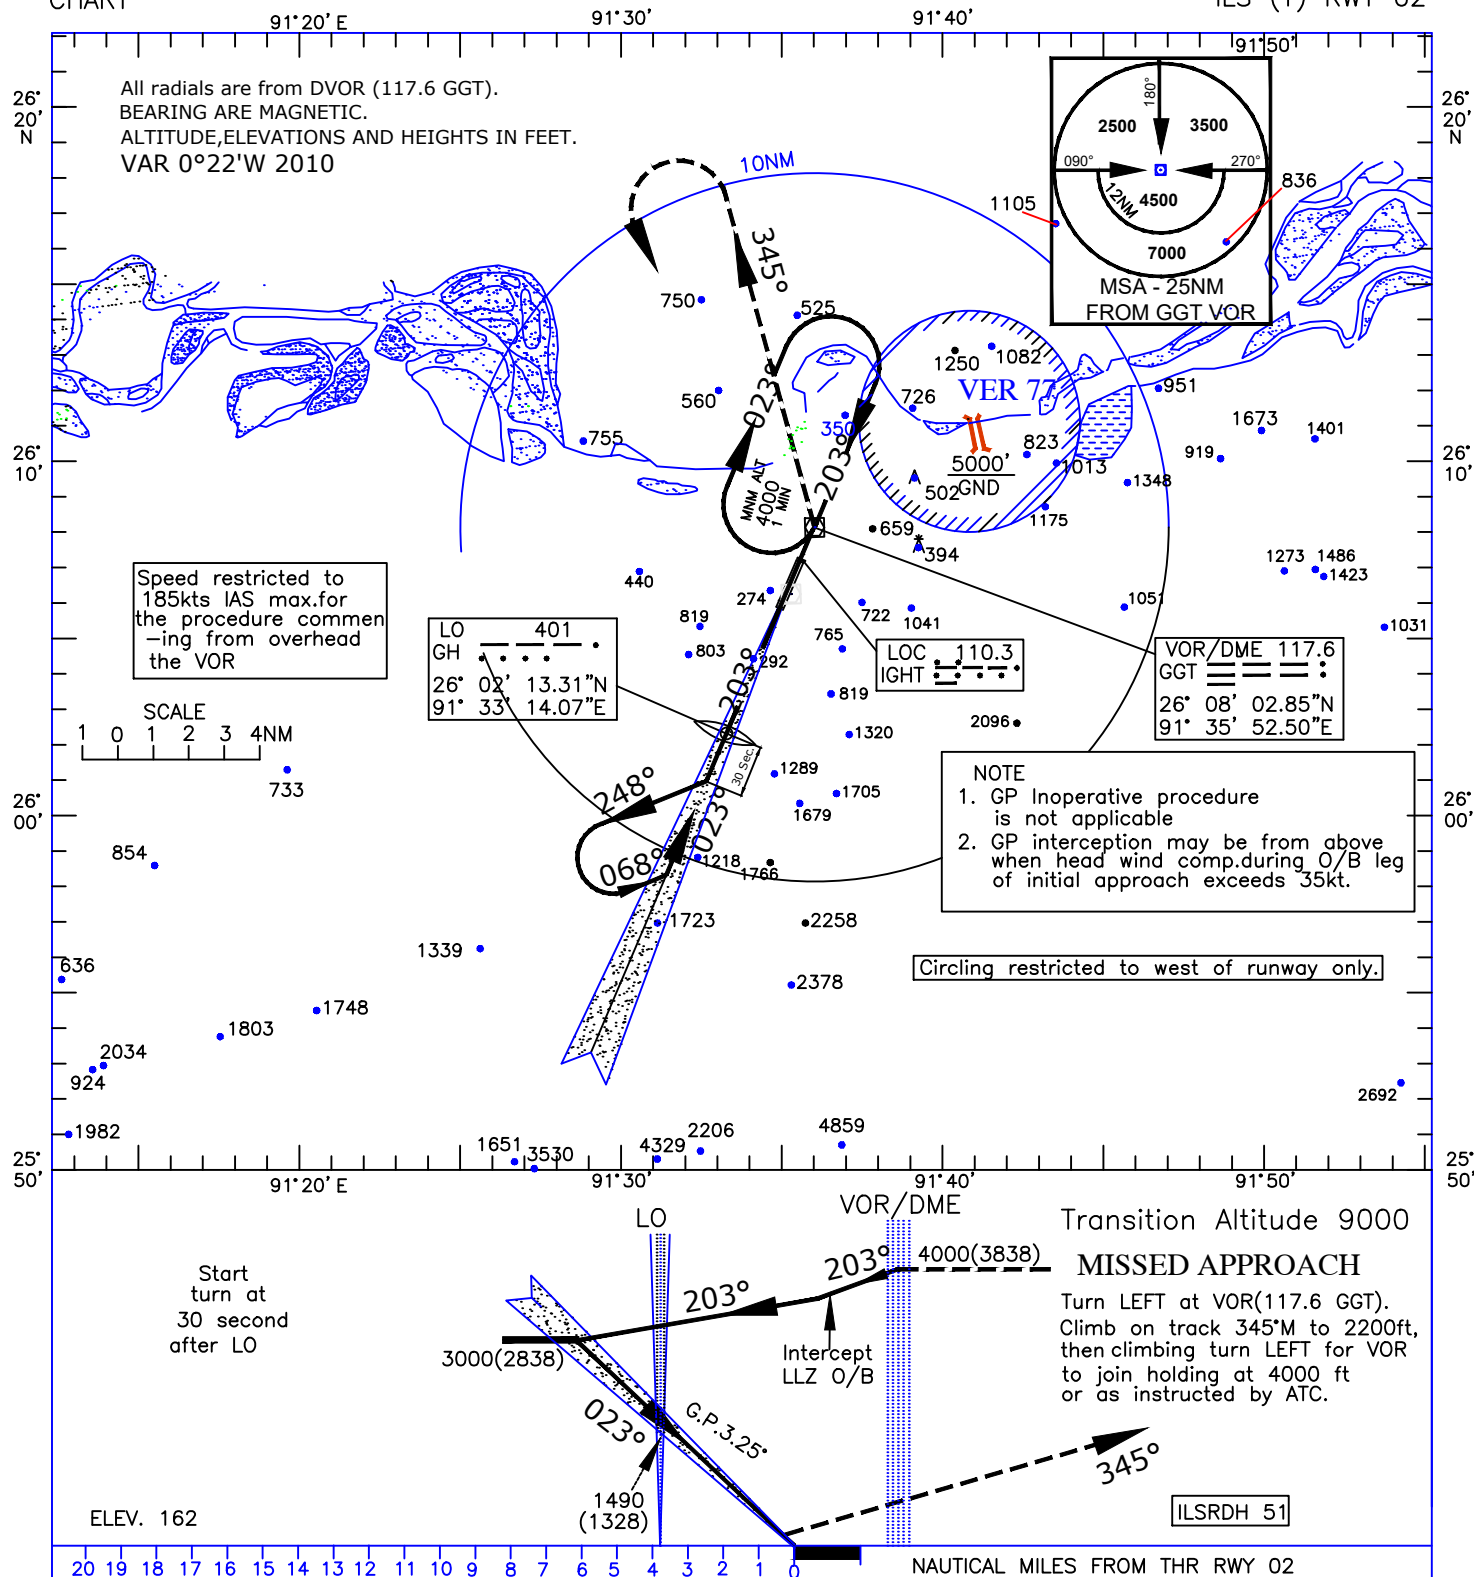 91° 20' E
91° 30'
91° 40'
91° 50'
26° 20' N
26° 20' N
All radials are from DVOR (117.6 GGT).
BEARING ARE MAGNETIC.
ALTITUDE,ELEVATIONS AND HEIGHTS IN FEET.
VAR 0°22'W 2010
10NM
180°
2500
3500
090°
270°
12NM
4500
7000
MSA - 25NM
FROM GGT VOR
1105
836
345°
750
525
1250
1082
VER 77
951
560
023°
726
350
1673
1401
755
203°
823
919
26° 10'
26° 10'
5000'
GND
1013
MNM ALT
4000
1 MIN
502
1348
1175
659
394
Speed restricted to
185kts IAS max.for
the procedure commen
-ing from overhead
the VOR
440
274
722
1041
1051
1273
1486
1423
1031
LO 401
GH
26° 02' 13.31"N
91° 33' 14.07"E
819
803
292
765
LOC 110.3
IGHT
VOR/DME 117.6
GGT
26° 08' 02.85"N
91° 35' 52.50"E
203°
819
2096
1320
SCALE
1 0 1 2 3 4NM
733
30 Sec.
1289
1705
1679
NOTE
1. GP Inoperative procedure
is not applicable
2. GP interception may be from above
when head wind comp.during O/B leg
of initial approach exceeds 35kt.
248°
023°
26° 00'
26° 00'
854
068°
1218
1766
1723
2258
1339
Circling restricted to west of runway only.
636
2378
1748
1803
2034
924
2692
1982
1651
3530
4329
2206
4859
25° 50'
25° 50'
91° 20' E
91° 30'
91° 40'
91° 50'
LO
VOR/DME
Transition Altitude 9000
203°
4000(3838)
MISSED APPROACH
Turn LEFT at VOR(117.6 GGT).
Climb on track 345°M to 2200ft,
then climbing turn LEFT for VOR
to join holding at 4000 ft
or as instructed by ATC.
Start
turn at
30 second
after LO
203°
3000(2838)
Intercept
LLZ O/B
023°
G.P.3.25°
345°
1490
(1328)
ELEV. 162
ILSRDH 51
20 19 18 17 16 15 14 13 12 11 10 9 8 7 6 5 4 3 2 1 0
NAUTICAL MILES FROM THR RWY 02